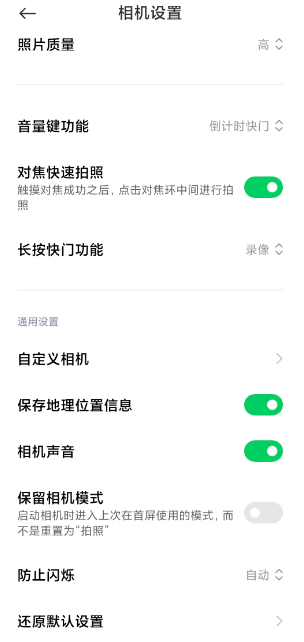 相机设置
照片质量
高
音量键功能
倒计时快门
对焦快速拍照
触摸对焦成功之后，点击对焦环中间进行拍
照
长按快门功能
录像
通用设置
自定义相机
保存地理位置信息
相机声音
保留相机模式
启动相机时进入上次在首屏使用的模式，而
不是重置为“拍照”
防止闪烁
自动
还原默认设置